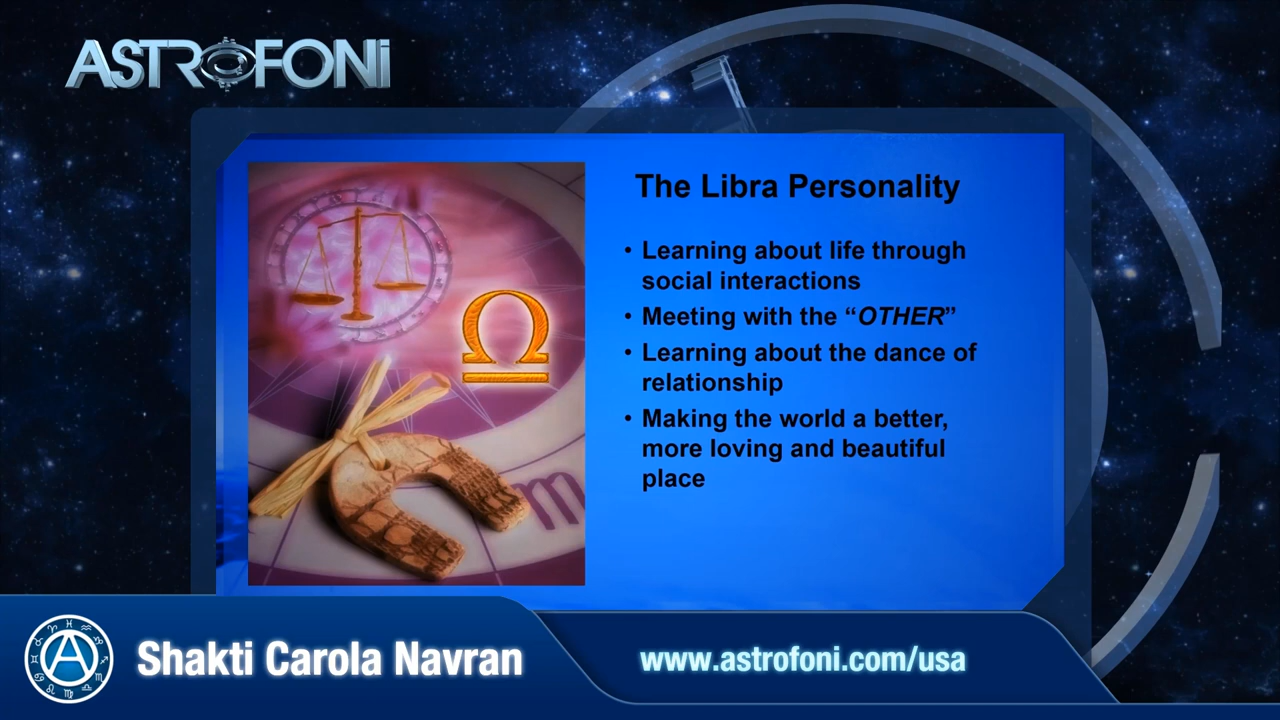 ASTROFONi
The Libra Personality
• Learning about life through
social interactions
• Meeting with the “OTHER”
• Learning about the dance of
relationship
• Making the world a better,
more loving and beautiful
place
Shakti Carola Navran
www.astrofoni.com/usa